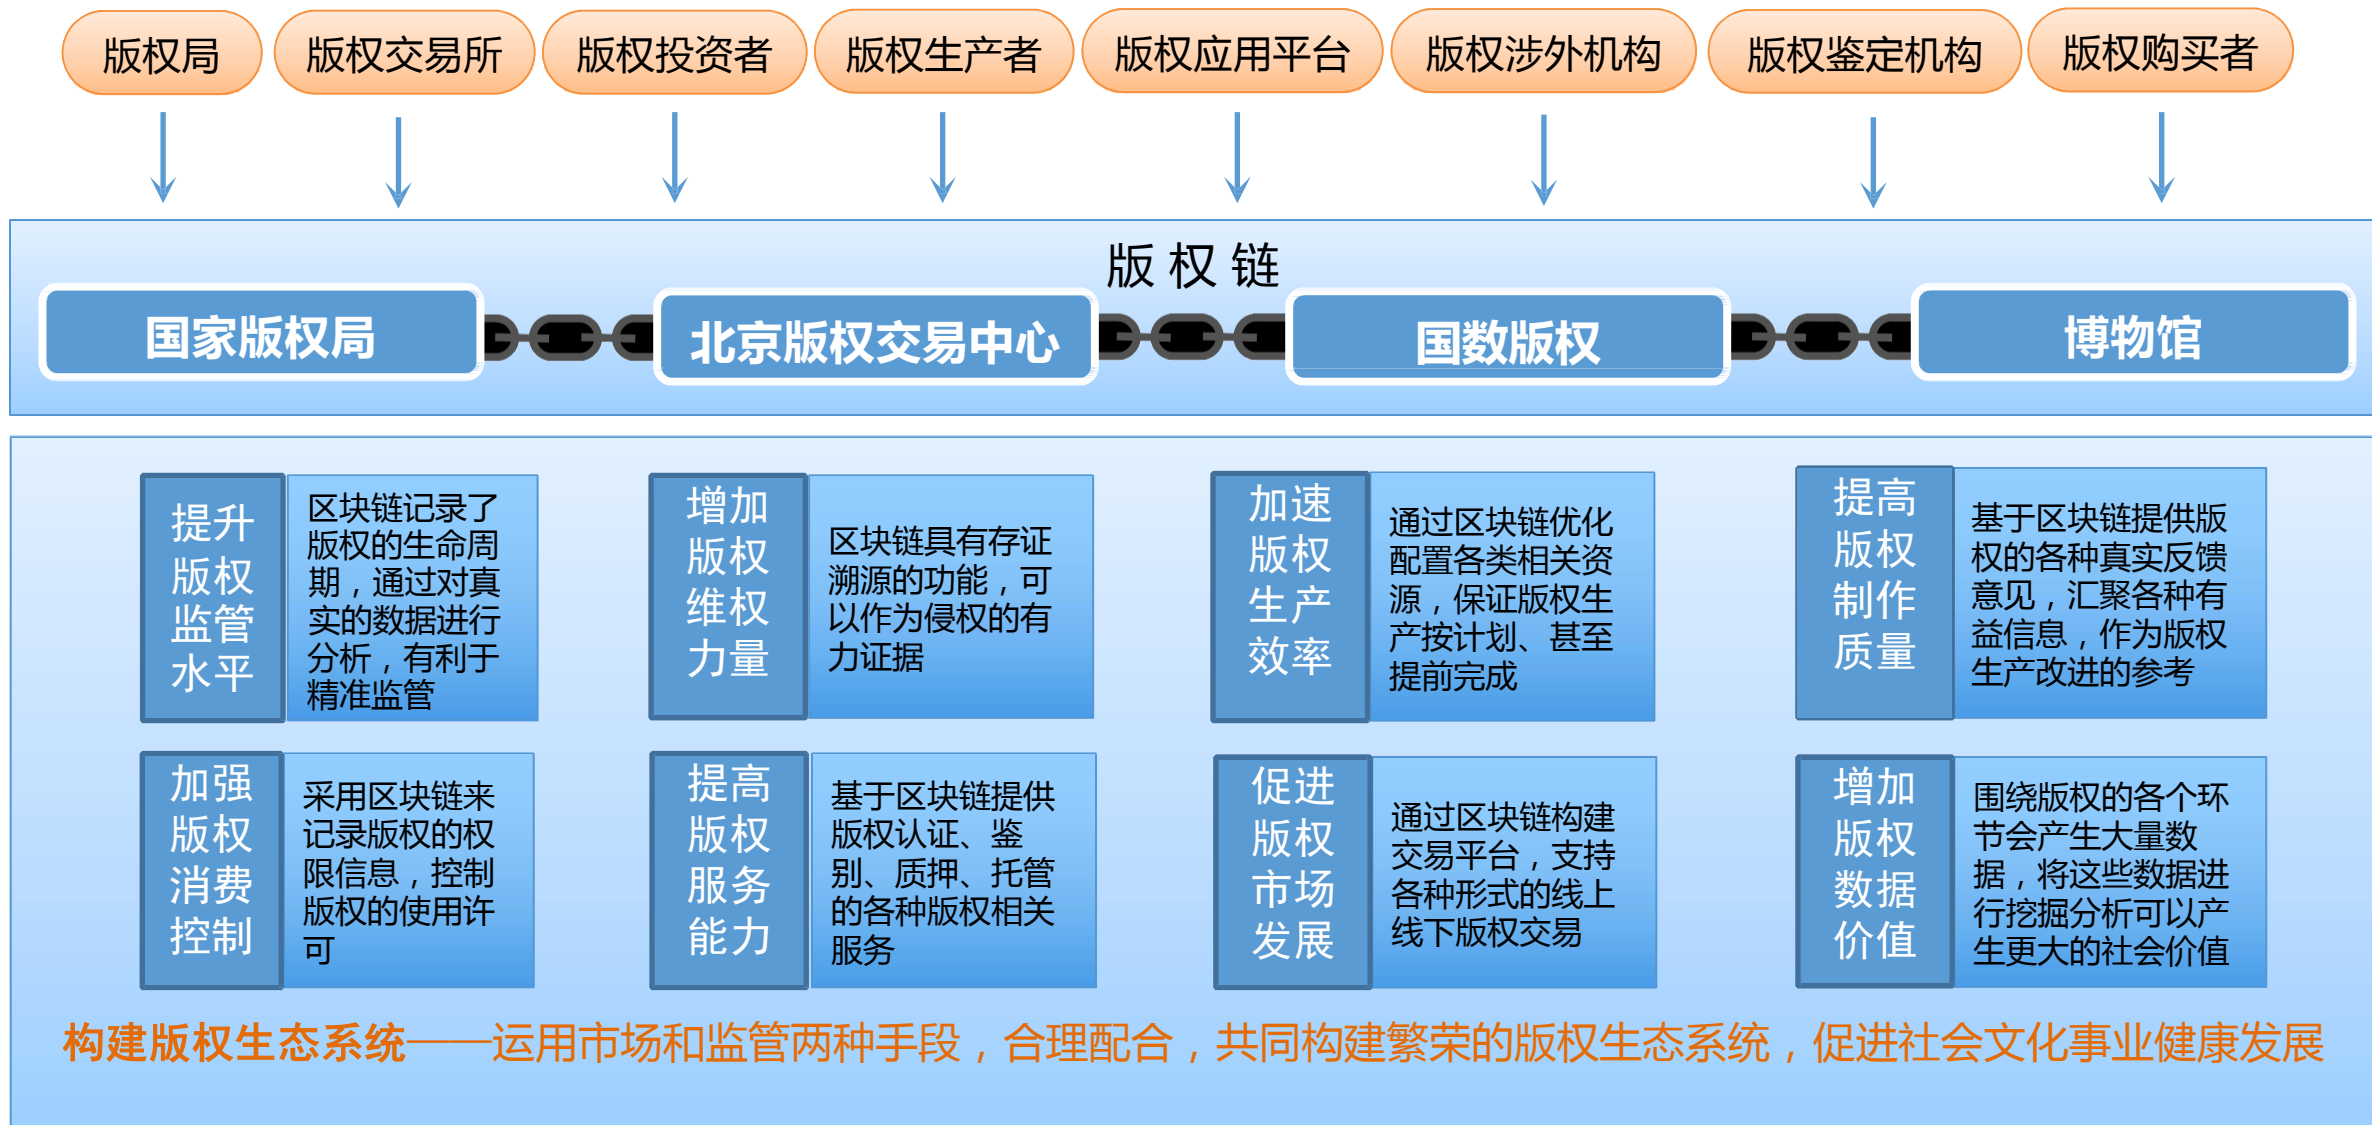 版权局
版权交易所
版权投资者
版权生产者
版权应用平台
版权涉外机构
版权鉴定机构
版权购买者
版 权 链
国家版权局
北京版权交易中心
国数版权
博物馆
提升
版权
监管
水平
区块链记录了
版权的生命周
期，通过对真
实的数据进行
分析，有利于
精准监管
增加
版权
维权
力量
区块链具有存证
溯源的功能，可
以作为侵权的有
力证据
加速
版权
生产
效率
通过区块链优化
配置各类相关资
源，保证版权生
产按计划、甚至
提前完成
提高
版权
制作
质量
基于区块链提供版
权的各种真实反馈
意见，汇聚各种有
益信息，作为版权
生产改进的参考
加强
版权
消费
控制
采用区块链来
记录版权的权
限信息，控制
版权的使用许
可
提高
版权
服务
能力
基于区块链提供
版权认证、鉴
别、质押、托管
的各种版权相关
服务
促进
版权
市场
发展
通过区块链构建
交易平台，支持
各种形式的线上
线下版权交易
增加
版权
数据
价值
围绕版权的各个环
节会产生大量数
据，将这些数据进
行挖掘分析可以产
生更大的社会价值
构建版权生态系统——运用市场和监管两种手段，合理配合，共同构建繁荣的版权生态系统，促进社会文化事业健康发展